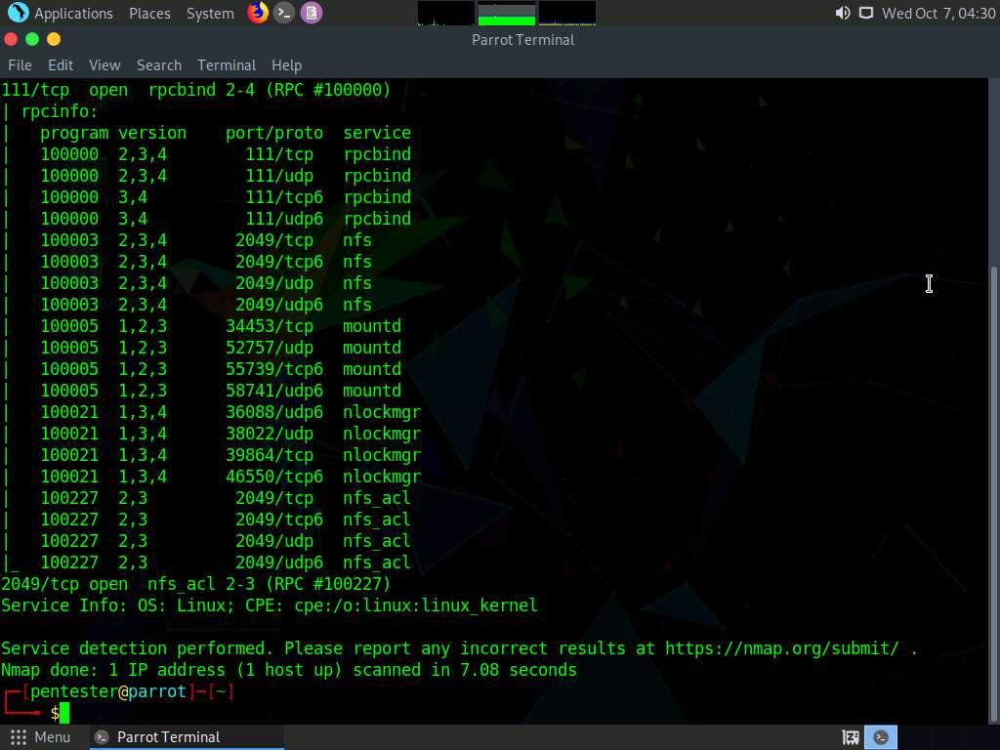 Applications Places System Wed Oct 7, 04:30
Parrot Terminal
File Edit View Search Terminal Help
111/tcp  open  rpcbind 2-4 (RPC #100000)
| rpcinfo:
|   program version    port/proto  service
|   100000  2,3,4        111/tcp   rpcbind
|   100000  2,3,4        111/udp   rpcbind
|   100000  3,4          111/tcp6  rpcbind
|   100000  3,4          111/udp6  rpcbind
|   100003  2,3,4       2049/tcp   nfs
|   100003  2,3,4       2049/tcp6  nfs
|   100003  2,3,4       2049/udp   nfs
|   100003  2,3,4       2049/udp6  nfs
|   100005  1,2,3      34453/tcp   mountd
|   100005  1,2,3      52757/udp   mountd
|   100005  1,2,3      55739/tcp6  mountd
|   100005  1,2,3      58741/udp6  mountd
|   100021  1,3,4      36088/udp6  nlockmgr
|   100021  1,3,4      38022/udp   nlockmgr
|   100021  1,3,4      39864/tcp   nlockmgr
|   100021  1,3,4      46550/tcp6  nlockmgr
|   100227  2,3         2049/tcp   nfs_acl
|   100227  2,3         2049/tcp6  nfs_acl
|   100227  2,3         2049/udp   nfs_acl
|_  100227  2,3         2049/udp6  nfs_acl
2049/tcp open  nfs_acl 2-3 (RPC #100227)
Service Info: OS: Linux; CPE: cpe:/o:linux:linux_kernel
Service detection performed. Please report any incorrect results at https://nmap.org/submit/ .
Nmap done: 1 IP address (1 host up) scanned in 7.08 seconds
┌─[pentester@parrot]─[~]
└──╼ $
Menu Parrot Terminal